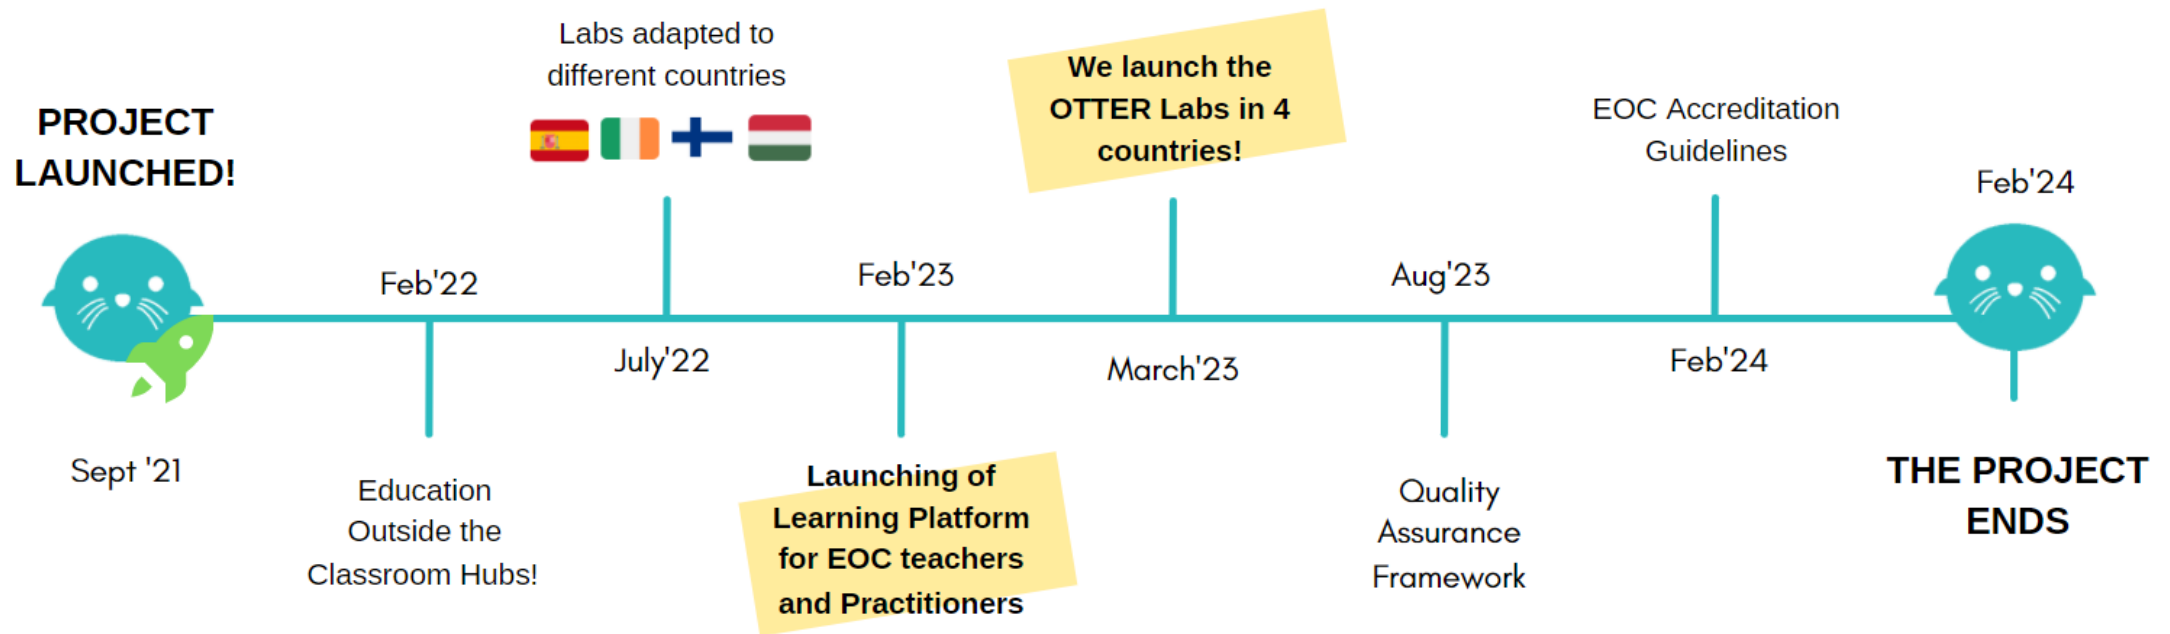 PROJECT
LAUNCHED!
Sept '21
Feb'22
Education
Outside the
Classroom Hubs!
Labs adapted to
different countries
July'22
Feb'23
Launching of
Learning Platform
for EOC teachers
and Practitioners
We launch the
OTTER Labs in 4
countries!
March'23
Aug'23
Quality
Assurance
Framework
EOC Accreditation
Guidelines
Feb'24
Feb'24
THE PROJECT
ENDS